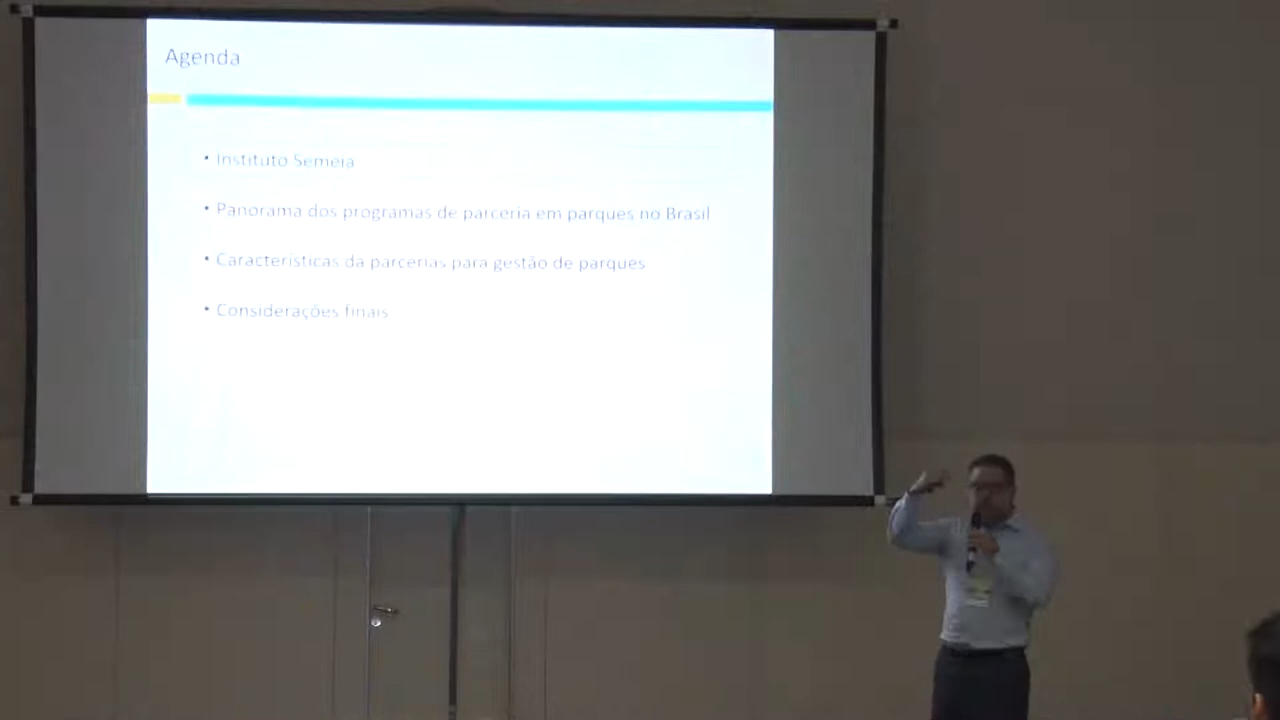 Agenda
• Instituto Semeia
• Panorama dos programas de parceria em parques no Brasil
• Características da parcerias para gestão de parques
• Considerações finais